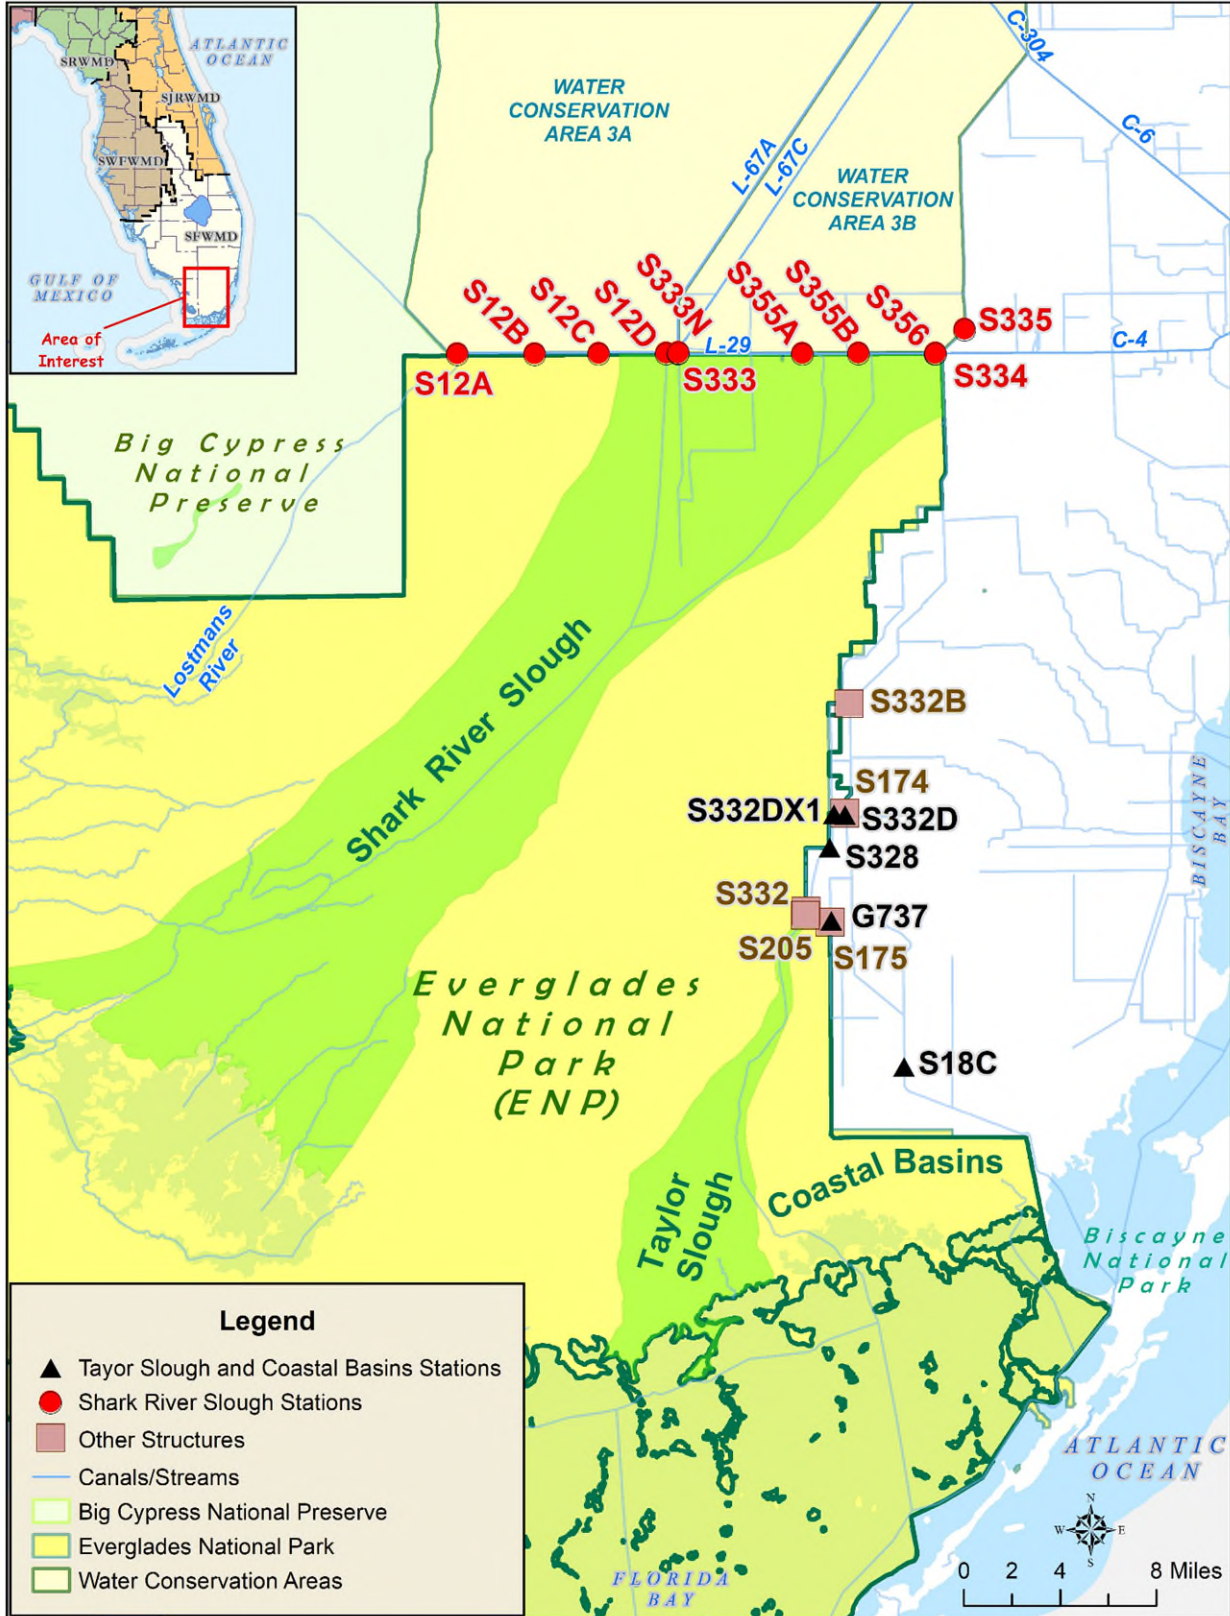 SRWMD
ATLANTIC
OCEAN
SJRWMD
SWFWMD
SFWMD
GULF OF
MEXICO
Area of
Interest
WATER
CONSERVATION
AREA 3A
L-67A
L-67C
WATER
CONSERVATION
AREA 3B
C-304
C-6
S12B
S12C
S12D
S333N
S355A
S355B
S356
S335
L-29
C-4
S12A
S333
S334
Big Cypress
National
Preserve
Lostmans
River
Shark River Slough
S332B
S174
S332DX1
S332D
S328
S332
G737
S205
S175
BISCAYNE
BAY
Everglades
National
Park
(ENP)
S18C
Coastal Basins
Taylor
Slough
Biscayne
National
Park
Legend
Tayor Slough and Coastal Basins Stations
Shark River Slough Stations
Other Structures
Canals/Streams
Big Cypress National Preserve
Everglades National Park
Water Conservation Areas
ATLANTIC
OCEAN
N
W E
S
FLORIDA
BAY
0 2 4 8 Miles